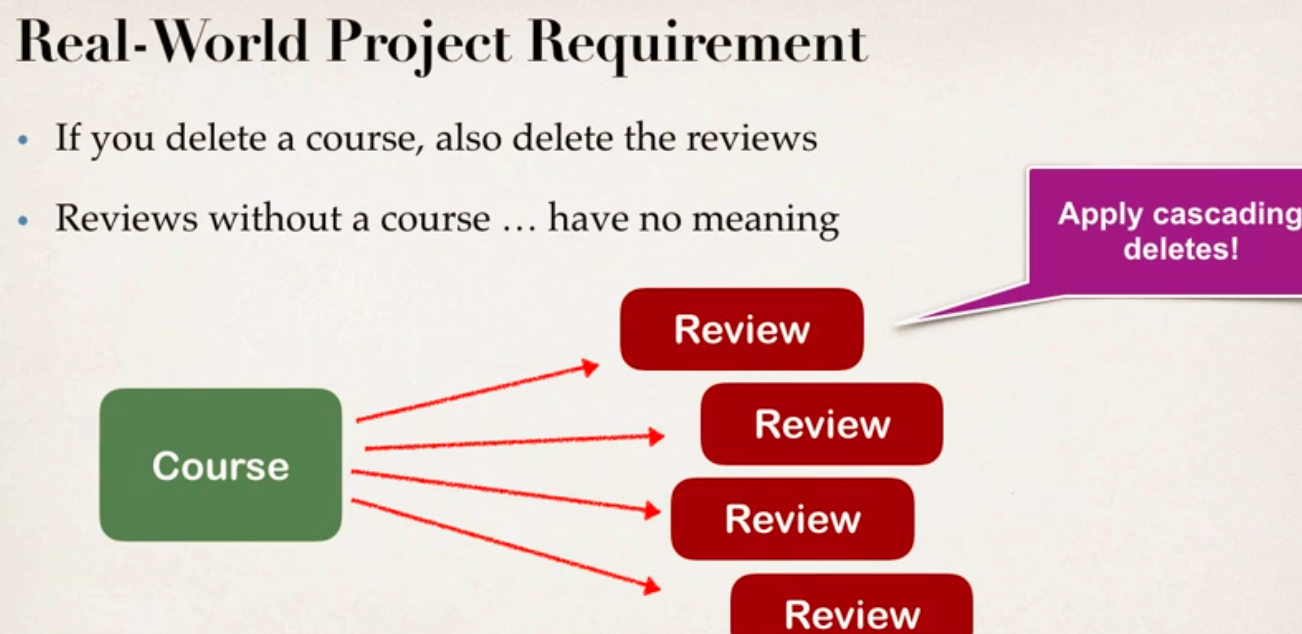 Real-World Project Requirement
• If you delete a course, also delete the reviews
• Reviews without a course … have no meaning
Apply cascading
deletes!
Review
Review
Course
Review
Review